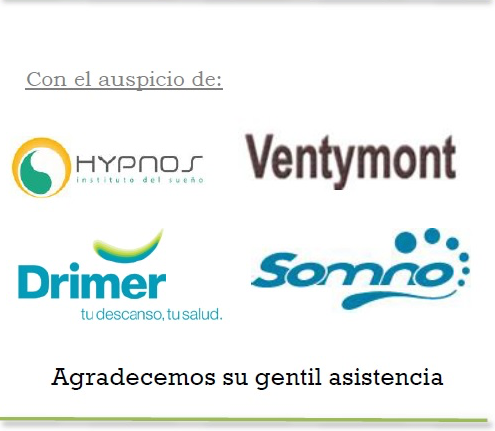 Con el auspicio de:
HYPNOS
instituto del sueño
Ventymont
Drimer
tu descanso, tu salud.
Somno
Agradecemos su gentil asistencia